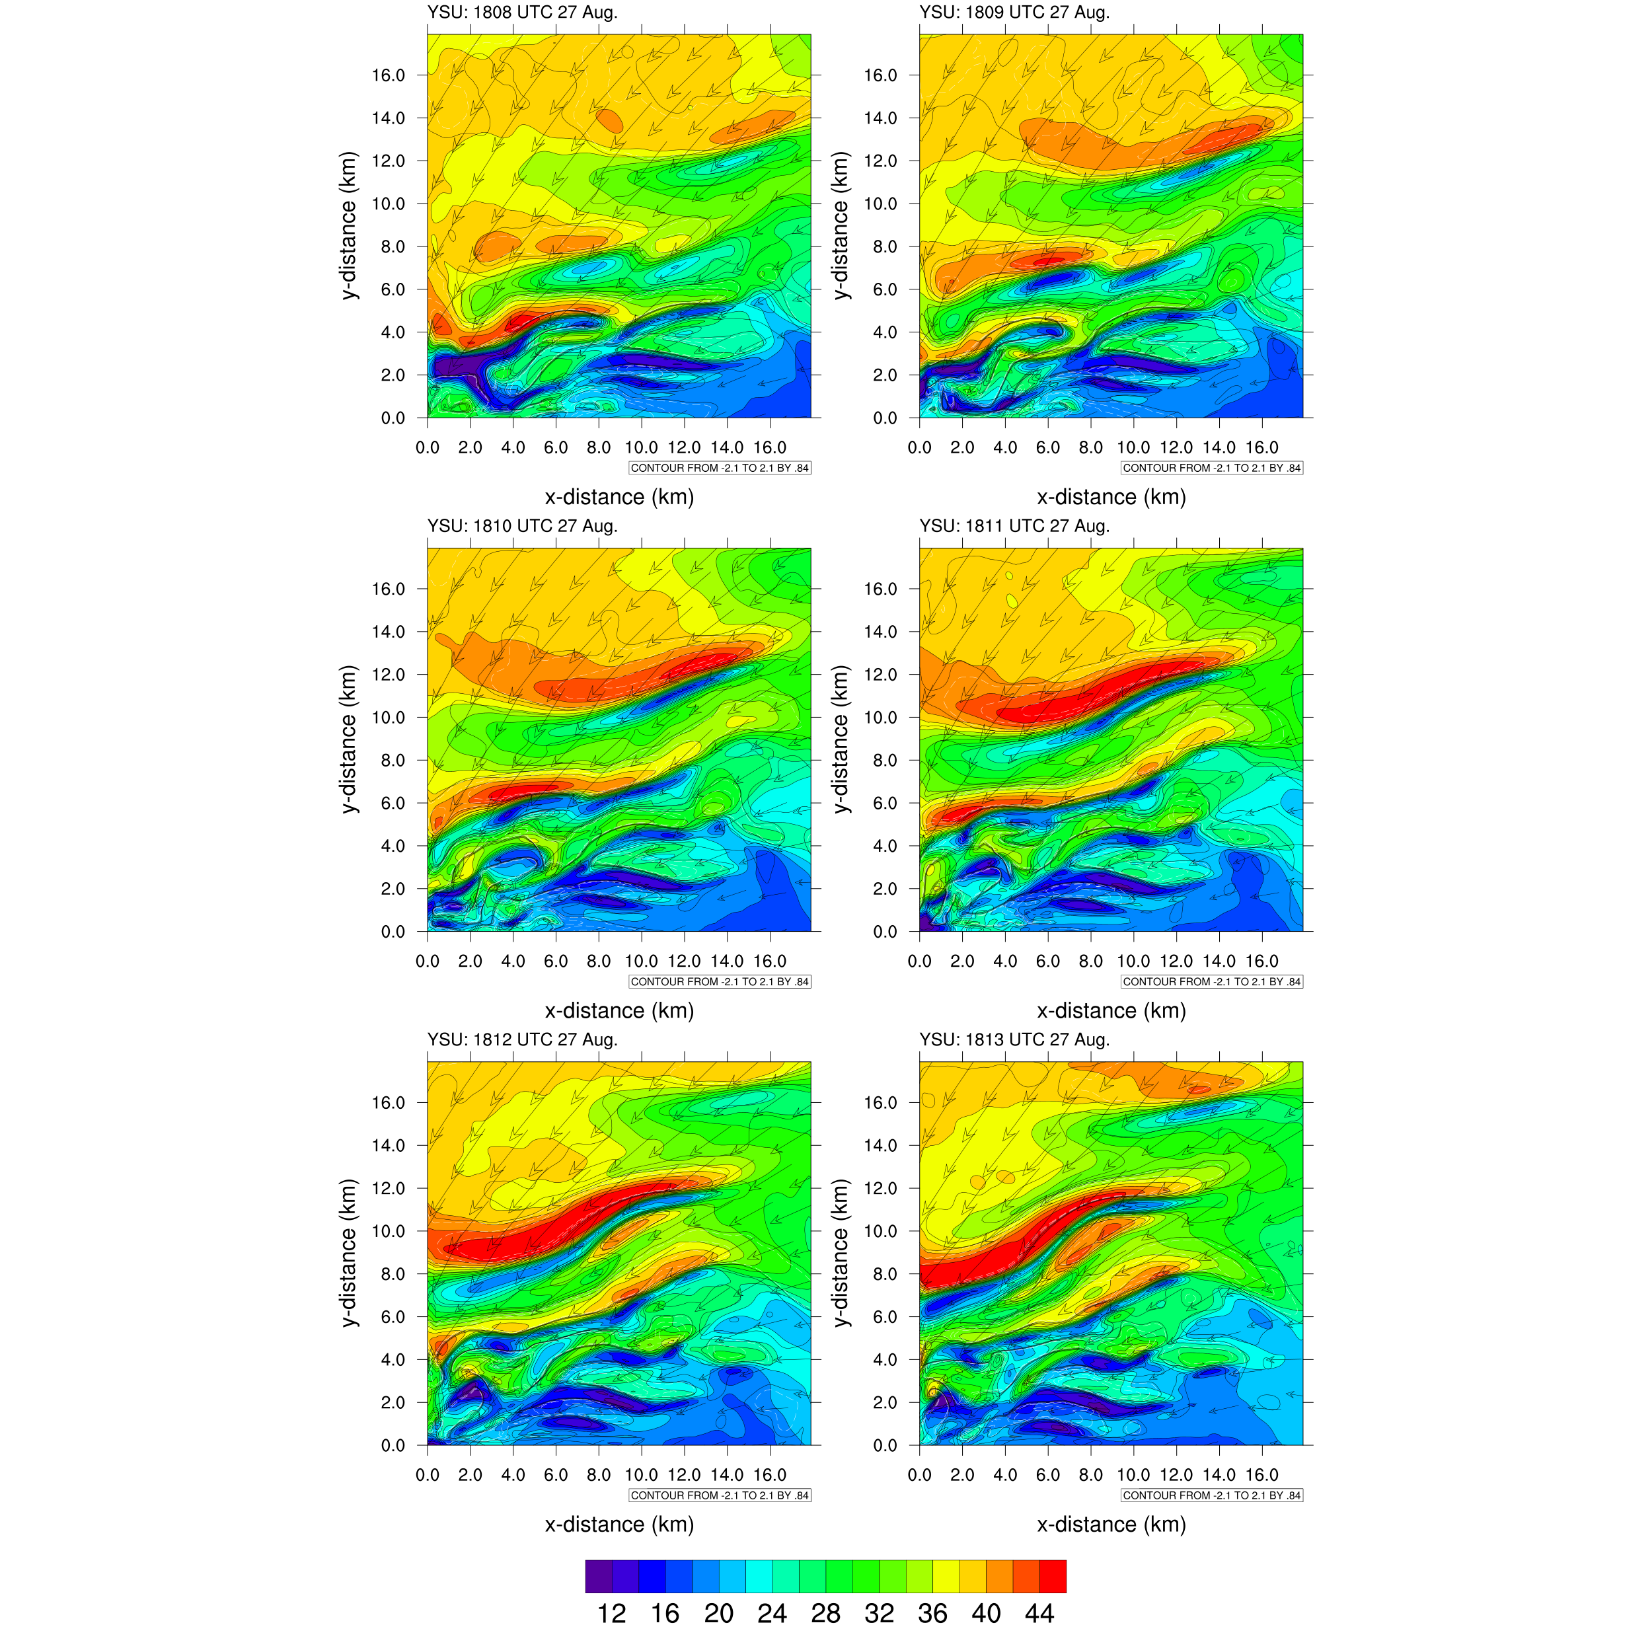 YSU: 1808 UTC 27 Aug.
YSU: 1809 UTC 27 Aug.
16.0
14.0
12.0
10.0
8.0
6.0
4.0
2.0
0.0
y-distance (km)
0.0 2.0 4.0 6.0 8.0 10.0 12.0 14.0 16.0
CONTOUR FROM -2.1 TO 2.1 BY .84
x-distance (km)
16.0
14.0
12.0
10.0
8.0
6.0
4.0
2.0
0.0
y-distance (km)
0.0 2.0 4.0 6.0 8.0 10.0 12.0 14.0 16.0
CONTOUR FROM -2.1 TO 2.1 BY .84
x-distance (km)
YSU: 1810 UTC 27 Aug.
YSU: 1811 UTC 27 Aug.
16.0
14.0
12.0
10.0
8.0
6.0
4.0
2.0
0.0
y-distance (km)
0.0 2.0 4.0 6.0 8.0 10.0 12.0 14.0 16.0
CONTOUR FROM -2.1 TO 2.1 BY .84
x-distance (km)
16.0
14.0
12.0
10.0
8.0
6.0
4.0
2.0
0.0
y-distance (km)
0.0 2.0 4.0 6.0 8.0 10.0 12.0 14.0 16.0
CONTOUR FROM -2.1 TO 2.1 BY .84
x-distance (km)
YSU: 1812 UTC 27 Aug.
YSU: 1813 UTC 27 Aug.
16.0
14.0
12.0
10.0
8.0
6.0
4.0
2.0
0.0
y-distance (km)
0.0 2.0 4.0 6.0 8.0 10.0 12.0 14.0 16.0
CONTOUR FROM -2.1 TO 2.1 BY .84
x-distance (km)
16.0
14.0
12.0
10.0
8.0
6.0
4.0
2.0
0.0
y-distance (km)
0.0 2.0 4.0 6.0 8.0 10.0 12.0 14.0 16.0
CONTOUR FROM -2.1 TO 2.1 BY .84
x-distance (km)
12 16 20 24 28 32 36 40 44